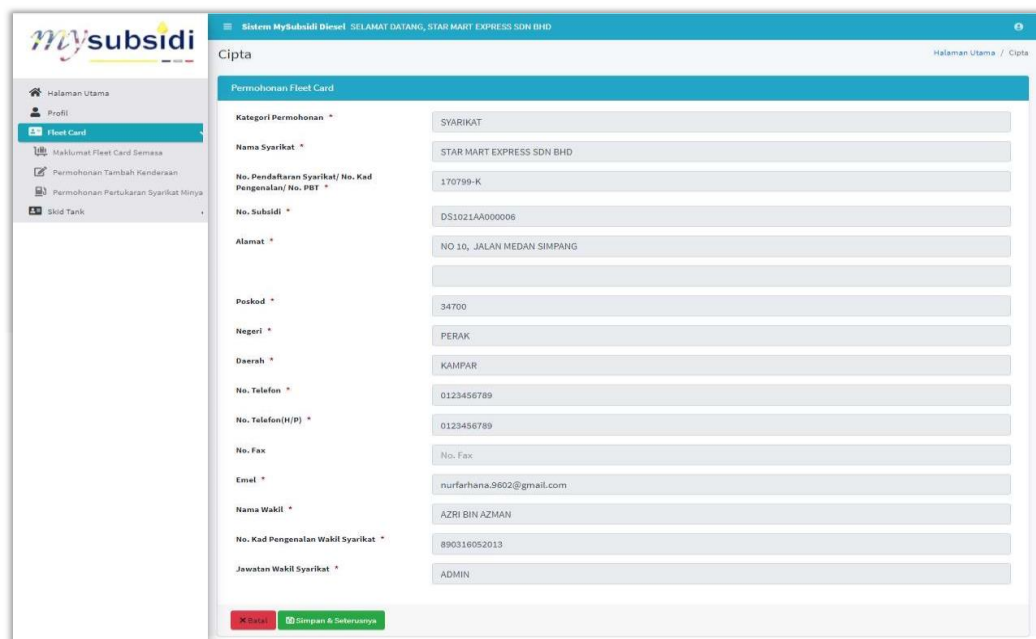 mysubsidi
Sistem MySubsidi Diesel SELAMAT DATANG, STAR MART EXPRESS SDN BHD
Cipta
Halaman Utama / Cipta
Halaman Utama
Profil
Fleet Card
Maklumat Fleet Card Semasa
Permohonan Tambah Kenderaan
Permohonan Pertukaran Syarikat Minya
Skid Tank
Permohonan Fleet Card
Kategori Permohonan *
SYARIKAT
Nama Syarikat *
STAR MART EXPRESS SDN BHD
No. Pendaftaran Syarikat/ No. Kad
Pengenalan/ No. PBT *
170799-K
No. Subsidi *
DS1021AA000006
Alamat *
NO 10, JALAN MEDAN SIMPANG
Poskod *
34700
Negeri *
PERAK
Daerah *
KAMPAR
No. Telefon *
0123456789
No. Telefon(H/P) *
0123456789
No. Fax
No. Fax
Emel *
nurfarhana.9602@gmail.com
Nama Wakil *
AZRI BIN AZMAN
No. Kad Pengenalan Wakil Syarikat *
890316052013
Jawatan Wakil Syarikat *
ADMIN
Batal
Simpan & Seterusnya